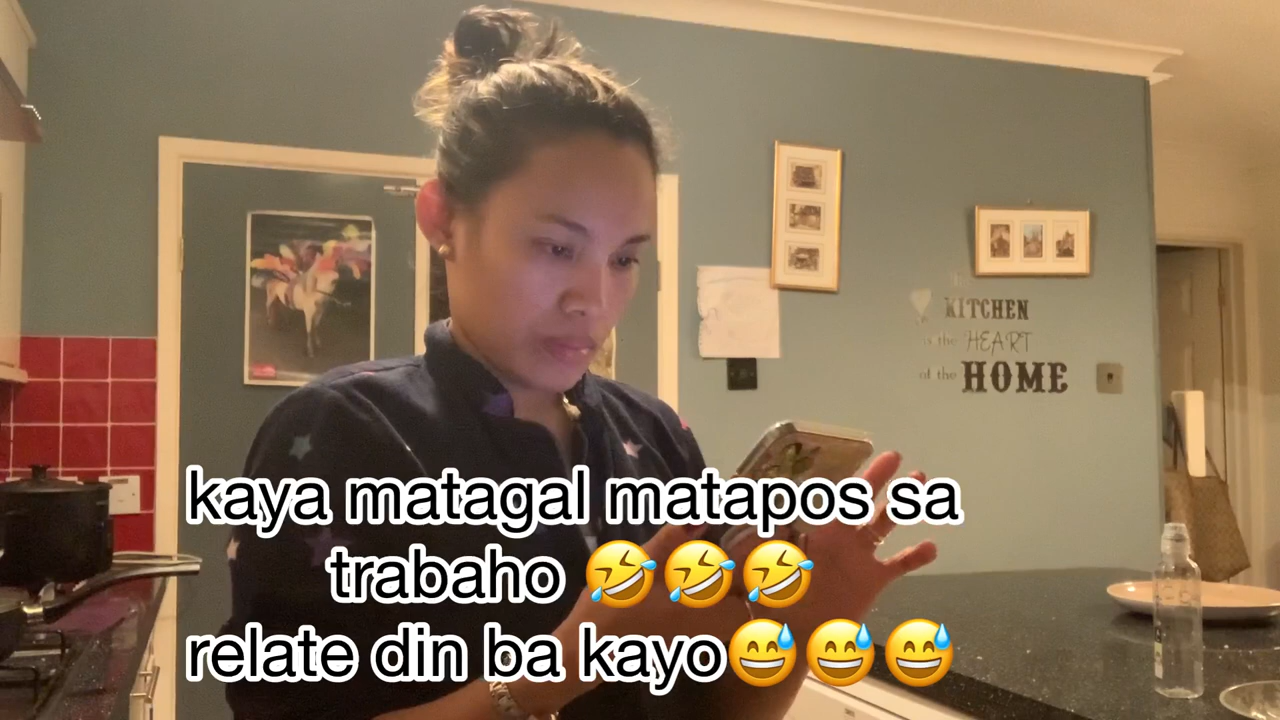 KITCHEN
is the HEART
of the HOME
kaya matagal matapos sa
trabaho 🤣🤣🤣
relate din ba kayo😅😅😅